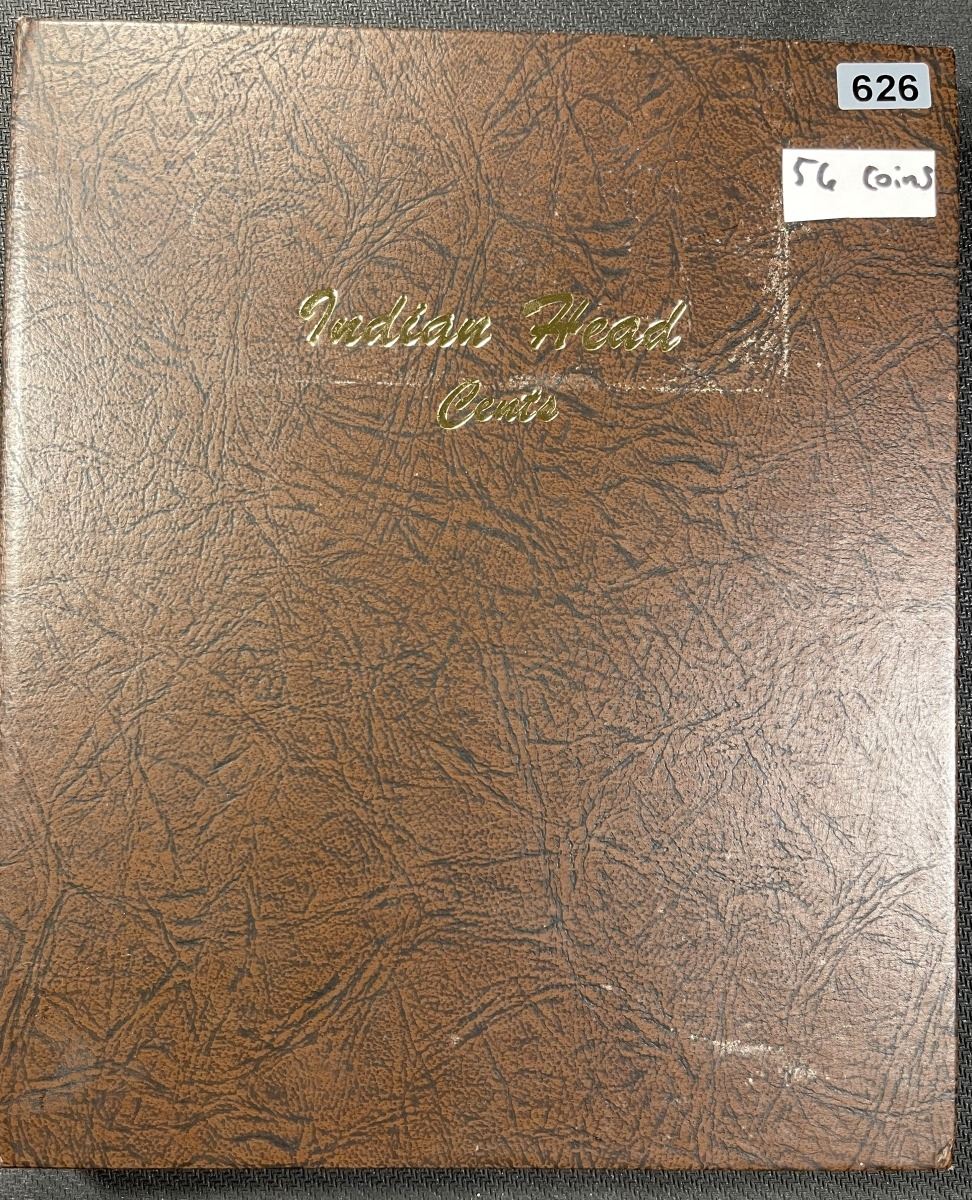 626
56 coins
Indian Head
Cents